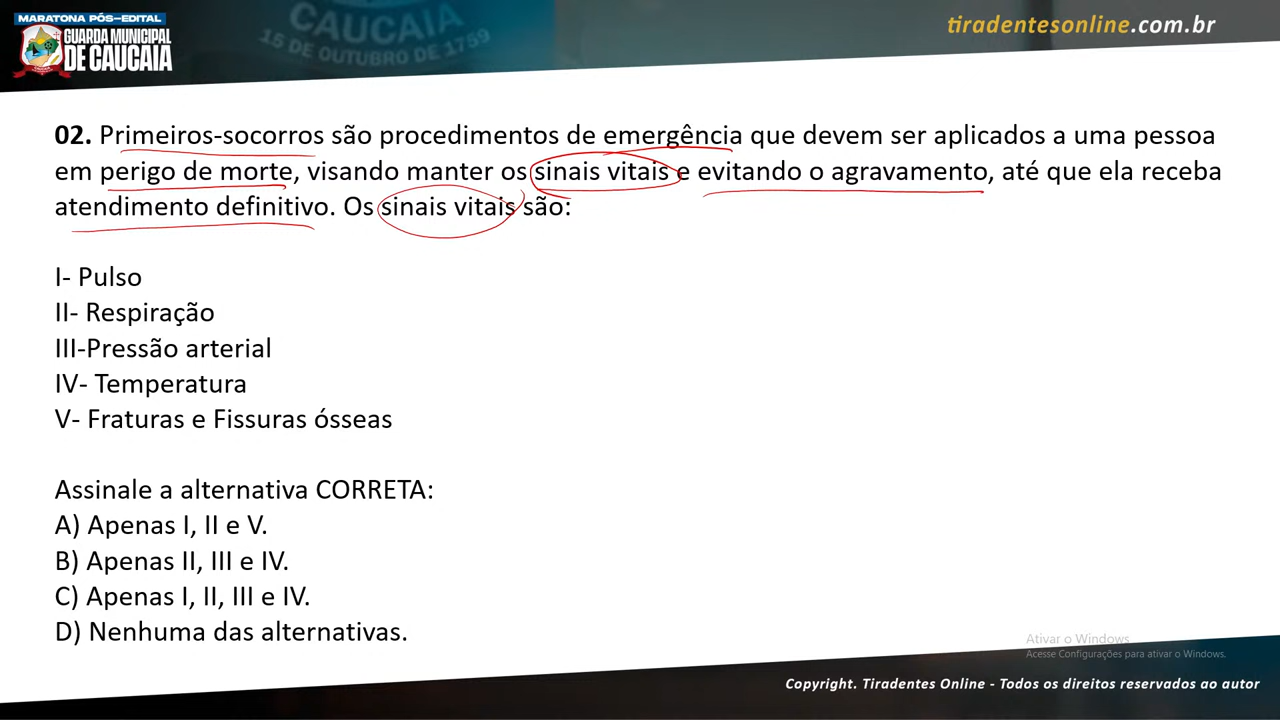 MARATONA PÓS-EDITAL
GUARDA MUNICIPAL
DE CAUCAIA
CAUCAIA
15 DE OUTUBRO DE 1759
tiradentesonline.com.br
02. Primeiros-socorros são procedimentos de emergência que devem ser aplicados a uma pessoa
em perigo de morte, visando manter os sinais vitais e evitando o agravamento, até que ela receba
atendimento definitivo. Os sinais vitais são:
I- Pulso
II- Respiração
III-Pressão arterial
IV- Temperatura
V- Fraturas e Fissuras ósseas
Assinale a alternativa CORRETA:
A) Apenas I, II e V.
B) Apenas II, III e IV.
C) Apenas I, II, III e IV.
D) Nenhuma das alternativas.
Ativar o Windows
Acesse Configurações para ativar o Windows.
Copyright. Tiradentes Online - Todos os direitos reservados ao autor